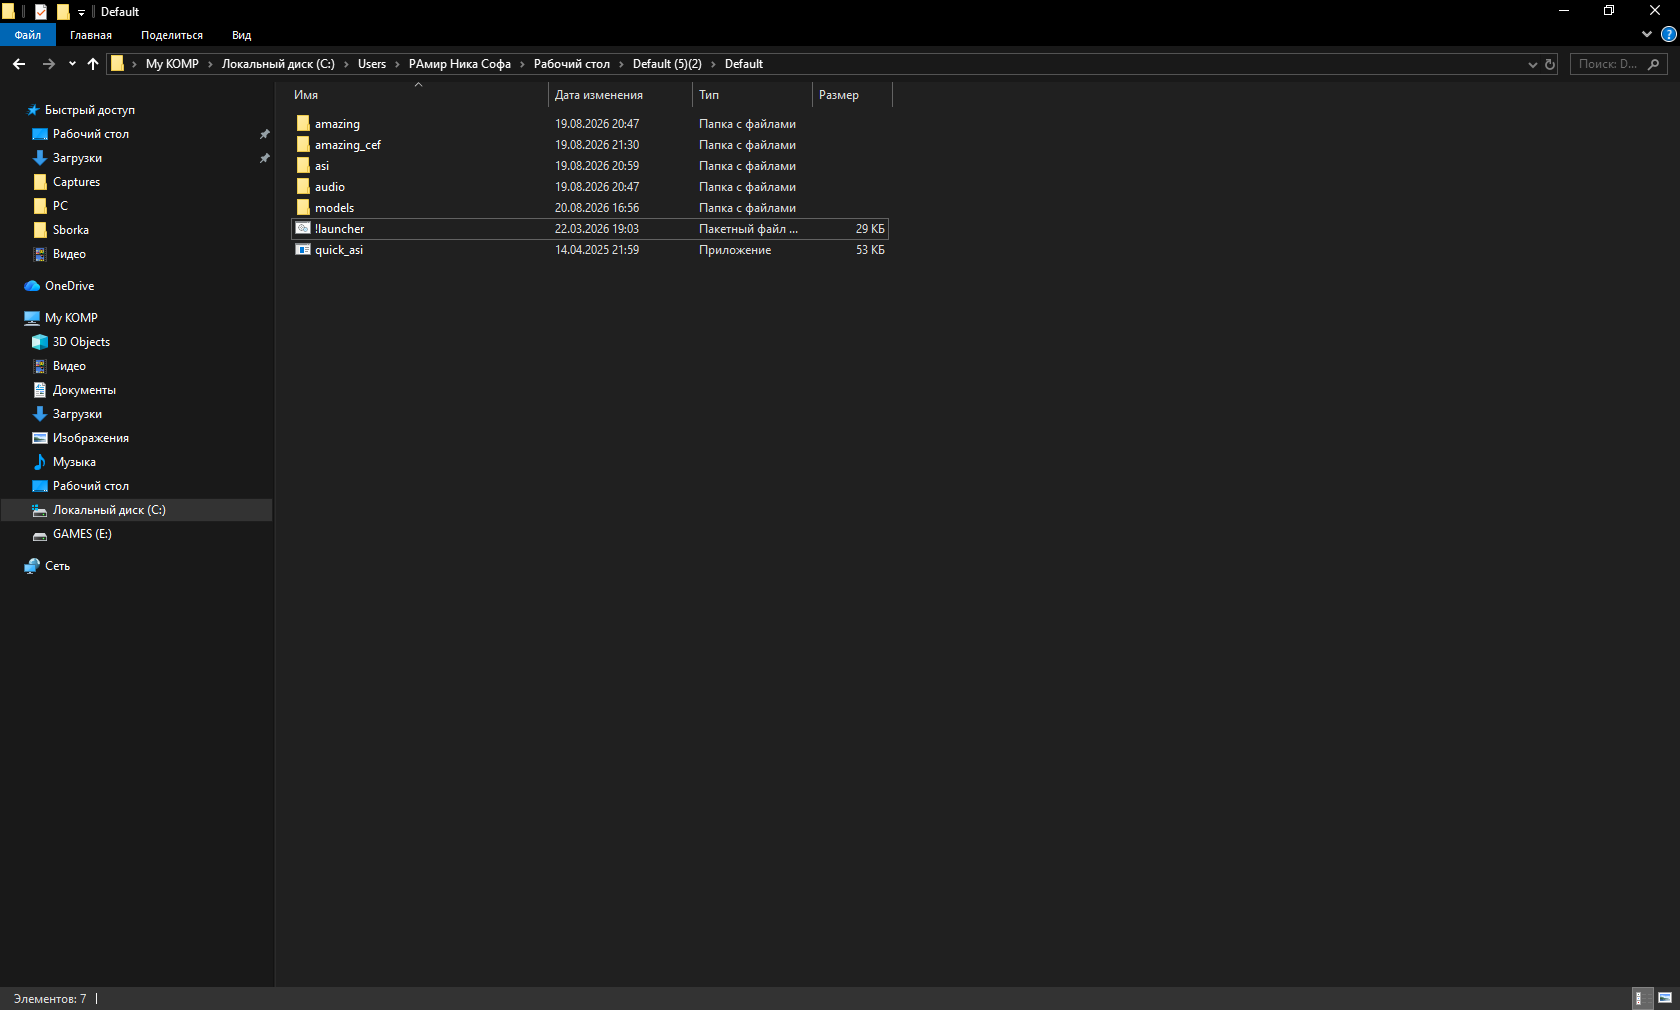 Default
Файл Главная Поделиться Вид
My KOMP Локальный диск (C:) Users РАмир Ника Софа Рабочий стол Default (5)(2) Default Поиск: D...
Имя Дата изменения Тип Размер
Быстрый доступ
Рабочий стол
Загрузки
Captures
PC
Sborka
Видео
OneDrive
My KOMP
3D Objects
Видео
Документы
Загрузки
Изображения
Музыка
Рабочий стол
Локальный диск (C:)
GAMES (E:)
Сеть
amazing 19.08.2026 20:47 Папка с файлами
amazing_cef 19.08.2026 21:30 Папка с файлами
asi 19.08.2026 20:59 Папка с файлами
audio 19.08.2026 20:47 Папка с файлами
models 20.08.2026 16:56 Папка с файлами
!launcher 22.03.2026 19:03 Пакетный файл ... 29 КБ
quick_asi 14.04.2025 21:59 Приложение 53 КБ
Элементов: 7